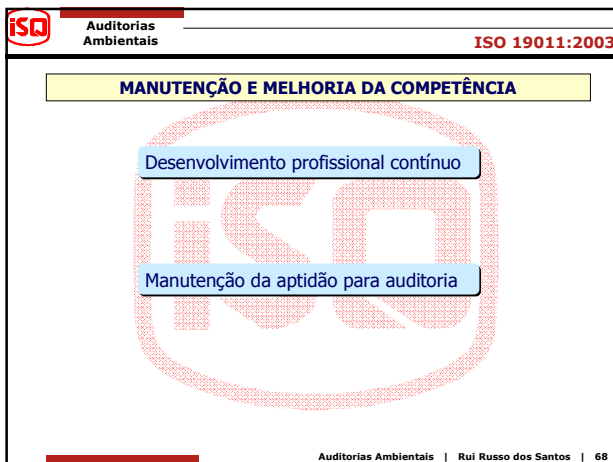 iSQ
Auditorias
Ambientais
ISO 19011:2003
MANUTENÇÃO E MELHORIA DA COMPETÊNCIA
Desenvolvimento profissional contínuo
Manutenção da aptidão para auditoria
iSQ
Auditorias Ambientais | Rui Russo dos Santos | 68